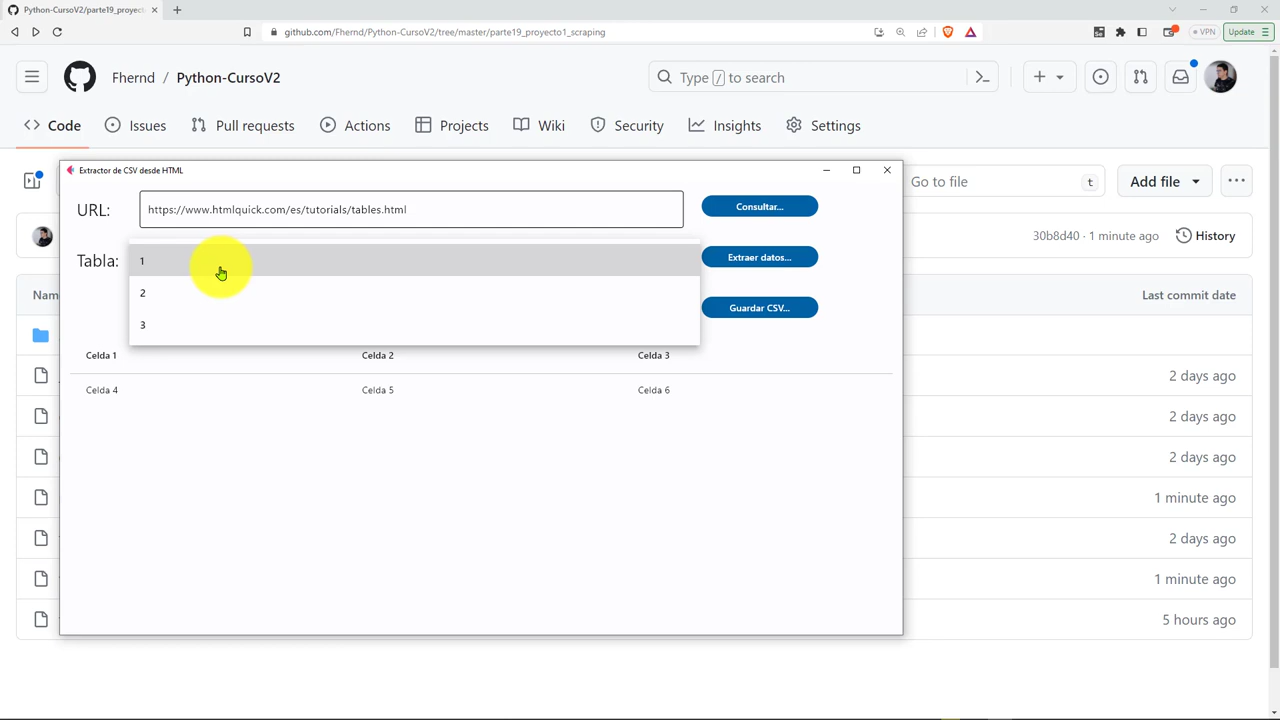 Python-CursoV2/parte19_proyect
github.com/Fhernd/Python-CursoV2/tree/master/parte19_proyecto1_scraping
VPN
Update
Fhernd / Python-CursoV2
Type / to search
Code
Issues
Pull requests
Actions
Projects
Wiki
Security
Insights
Settings
Extractor de CSV desde HTML
Go to file
t
Add file
URL:
https://www.htmlquick.com/es/tutorials/tables.html
Consultar...
30b8d40 · 1 minute ago
History
Tabla:
1
2
3
Extraer datos...
Guardar CSV...
Nam
Last commit date
Celda 1
Celda 2
Celda 3
Celda 4
Celda 5
Celda 6
2 days ago
2 days ago
2 days ago
1 minute ago
2 days ago
1 minute ago
5 hours ago